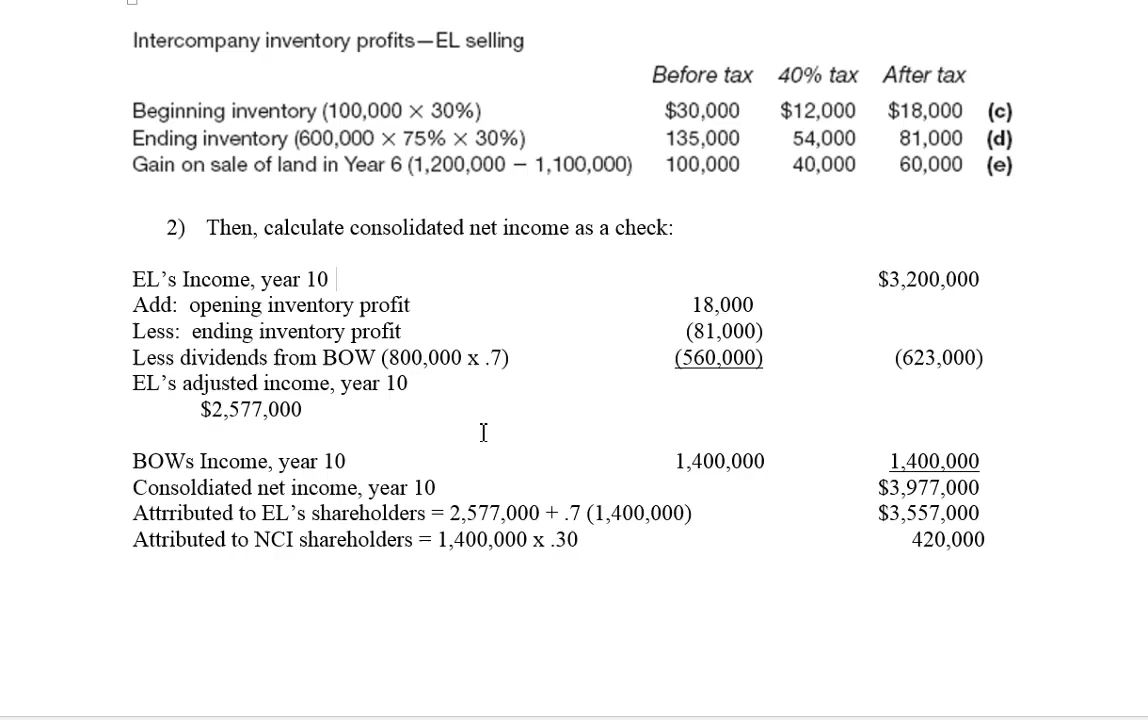 Intercompany inventory profits—EL selling
Before tax 40% tax After tax
Beginning inventory (100,000 × 30%) $30,000 $12,000 $18,000 (c)
Ending inventory (600,000 × 75% × 30%) 135,000 54,000 81,000 (d)
Gain on sale of land in Year 6 (1,200,000 − 1,100,000) 100,000 40,000 60,000 (e)
2) Then, calculate consolidated net income as a check:
EL’s Income, year 10 $3,200,000
Add: opening inventory profit 18,000
Less: ending inventory profit (81,000)
Less dividends from BOW (800,000 x .7) (560,000) (623,000)
EL’s adjusted income, year 10
$2,577,000
BOWs Income, year 10 1,400,000 1,400,000
Consoldiated net income, year 10 $3,977,000
Attrributed to EL’s shareholders = 2,577,000 + .7 (1,400,000) $3,557,000
Attributed to NCI shareholders = 1,400,000 x .30 420,000